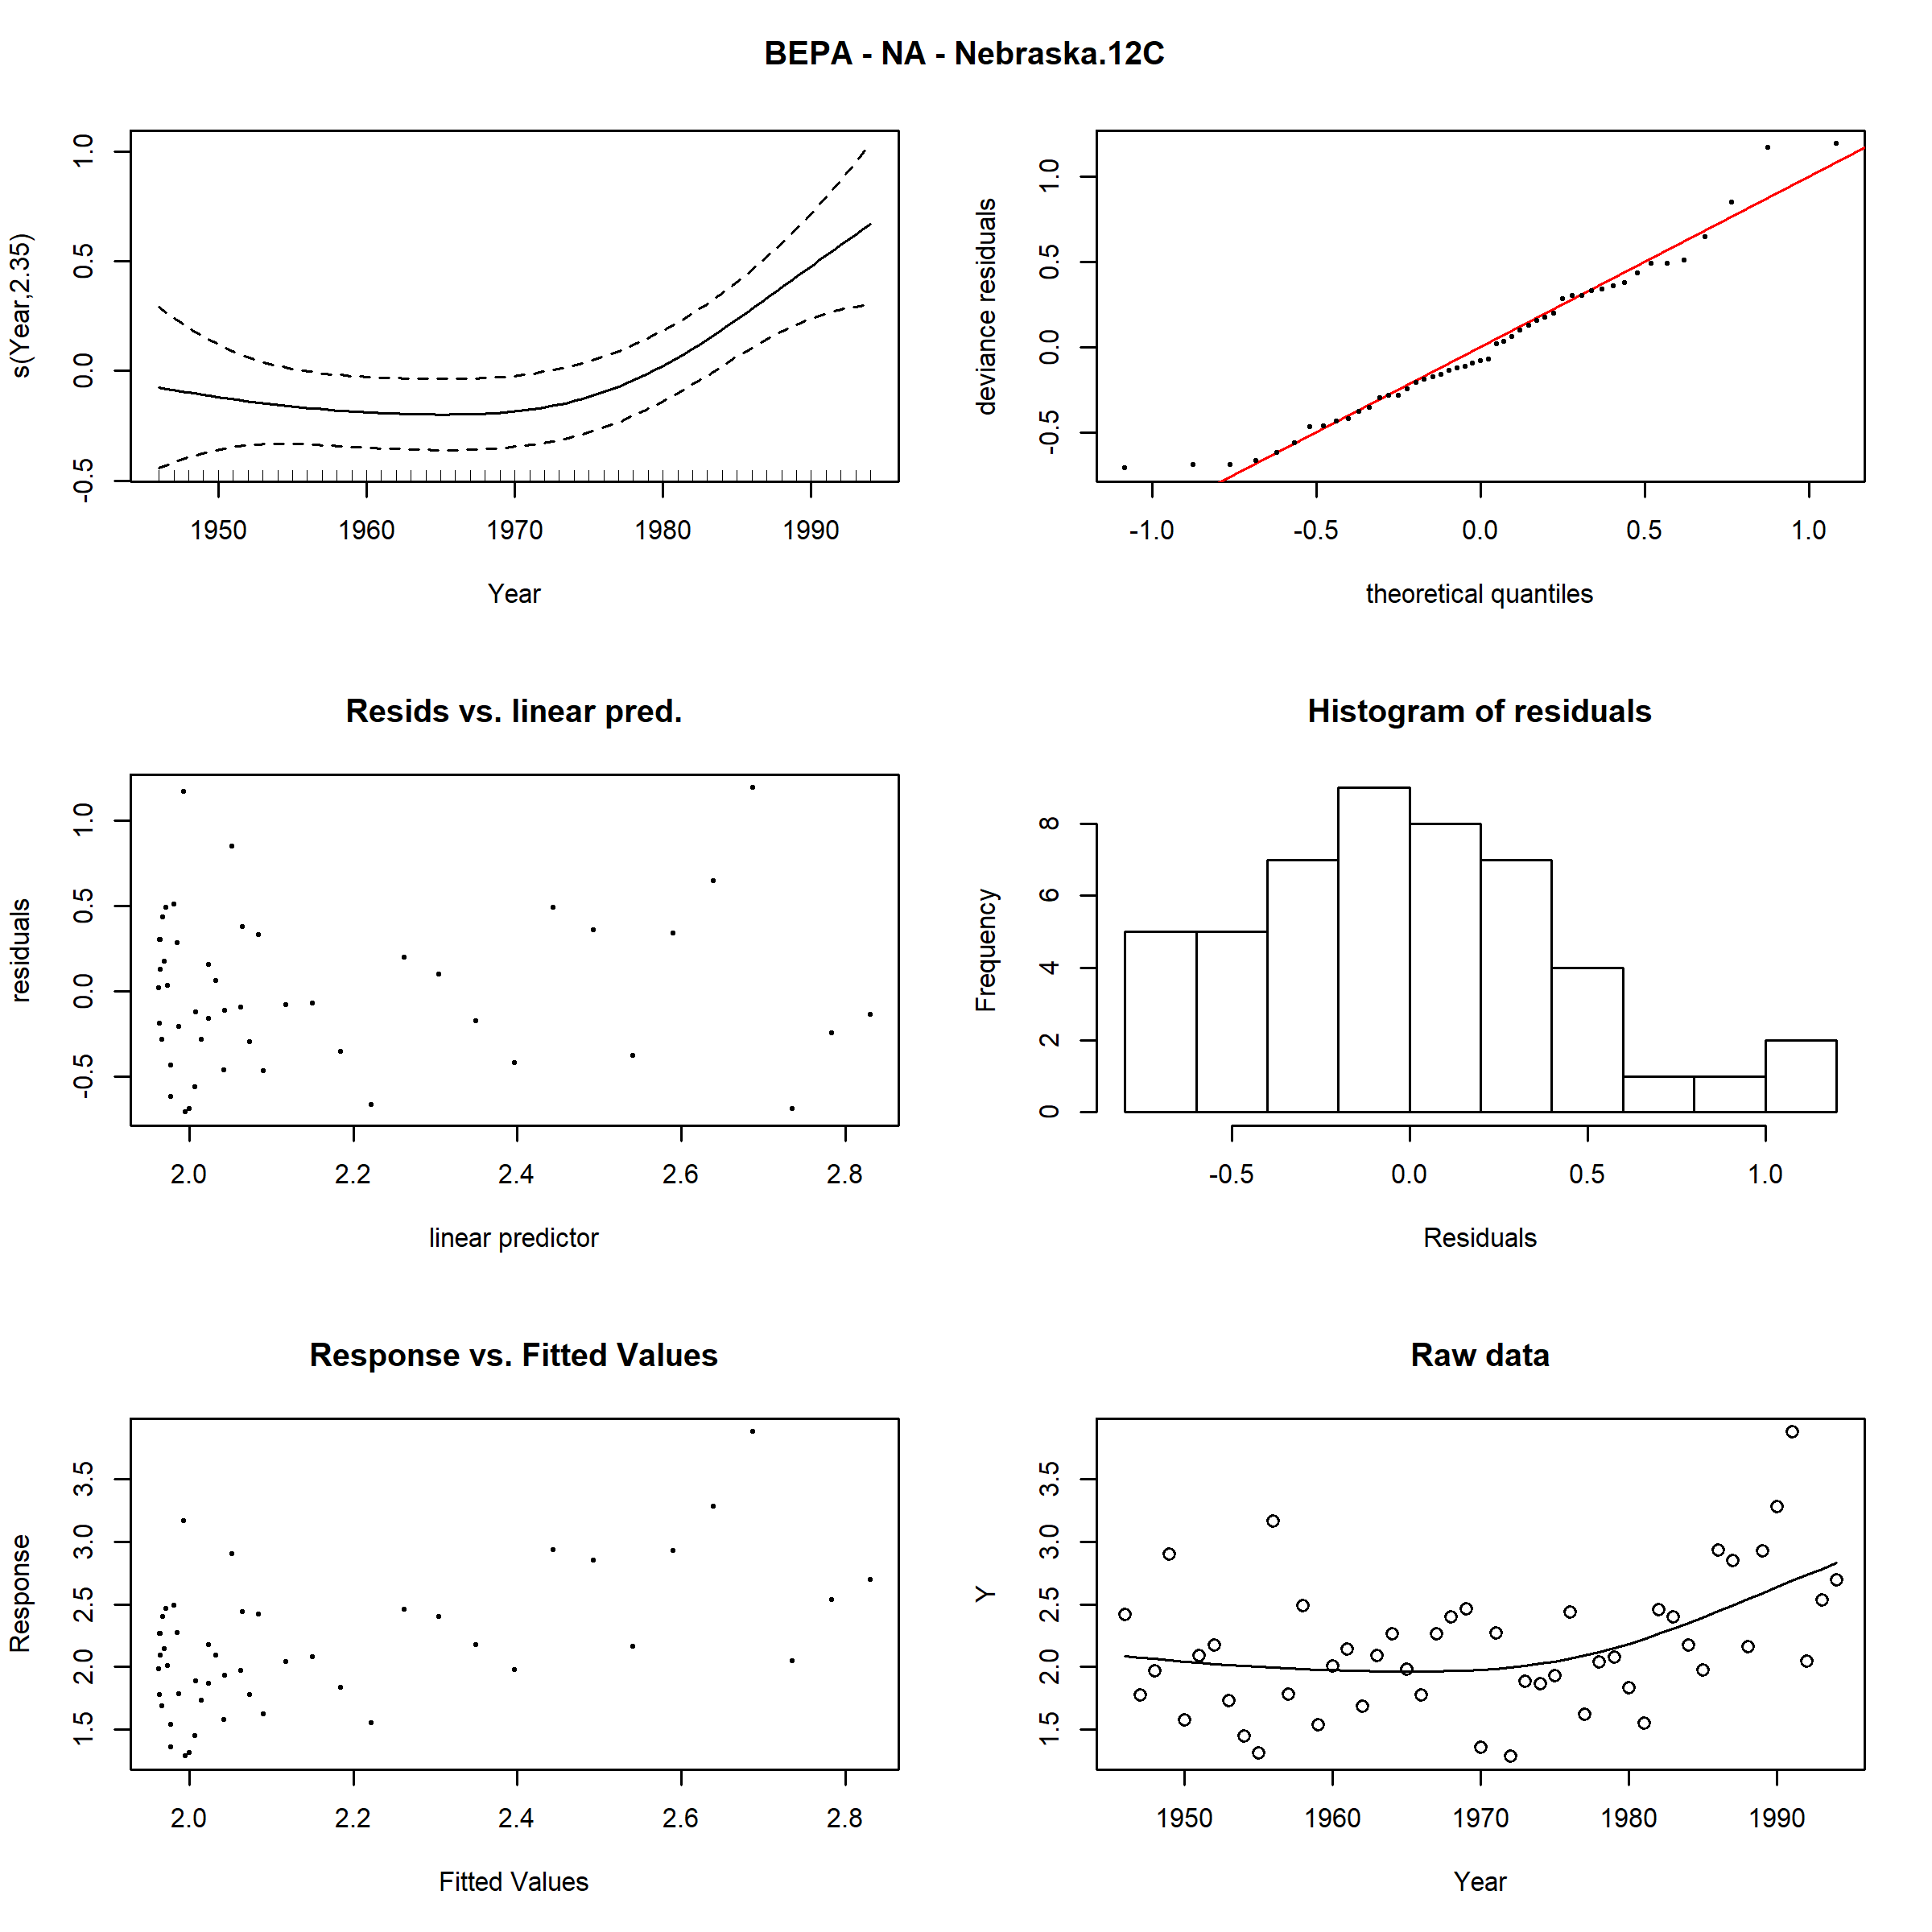 BEPA - NA - Nebraska.12C
s(Year,2.35)
1.0
0.5
0.0
-0.5
1950 1960 1970 1980 1990
Year
deviance residuals
1.0
0.5
0.0
-0.5
-1.0 -0.5 0.0 0.5 1.0
theoretical quantiles
Resids vs. linear pred.
residuals
1.0
0.5
0.0
-0.5
2.0 2.2 2.4 2.6 2.8
linear predictor
Histogram of residuals
Frequency
8
6
4
2
0
-0.5 0.0 0.5 1.0
Residuals
Response vs. Fitted Values
Response
3.5
3.0
2.5
2.0
1.5
2.0 2.2 2.4 2.6 2.8
Fitted Values
Raw data
Y
3.5
3.0
2.5
2.0
1.5
1950 1960 1970 1980 1990
Year